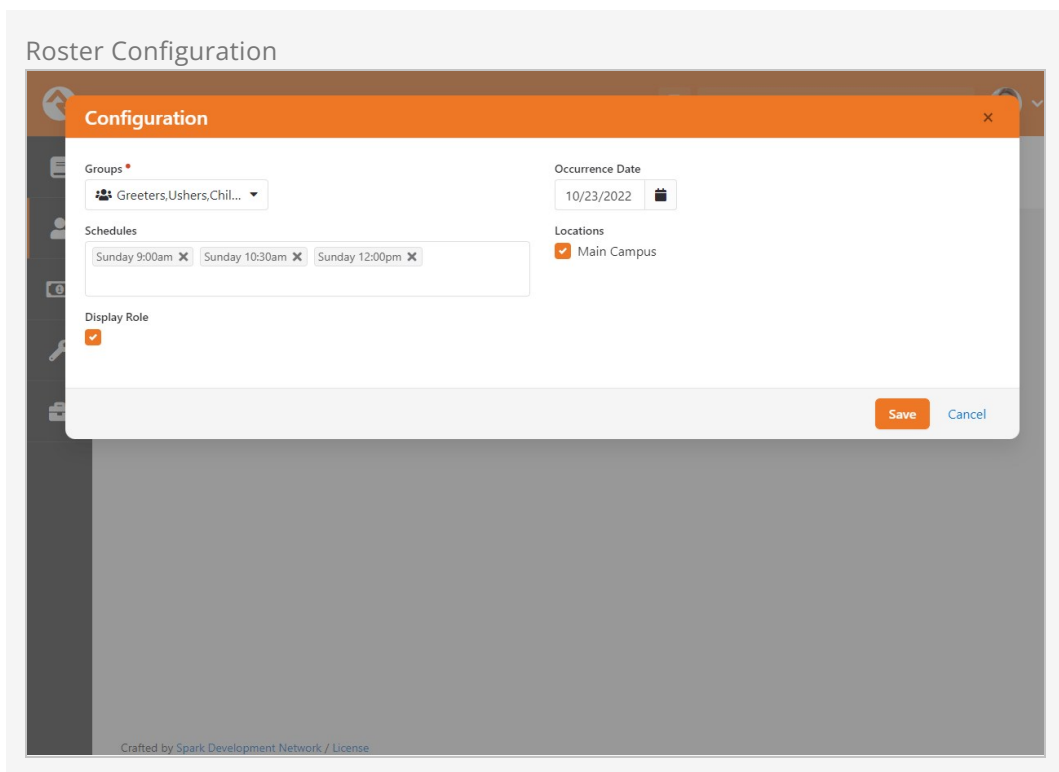 Roster Configuration
Configuration
×
Groups •
Greeters,Ushers,Chil...
Occurrence Date
10/23/2022
Schedules
Sunday 9:00am ✕ Sunday 10:30am ✕ Sunday 12:00pm ✕
Locations
Main Campus
Display Role
Save Cancel
Crafted by Spark Development Network / License